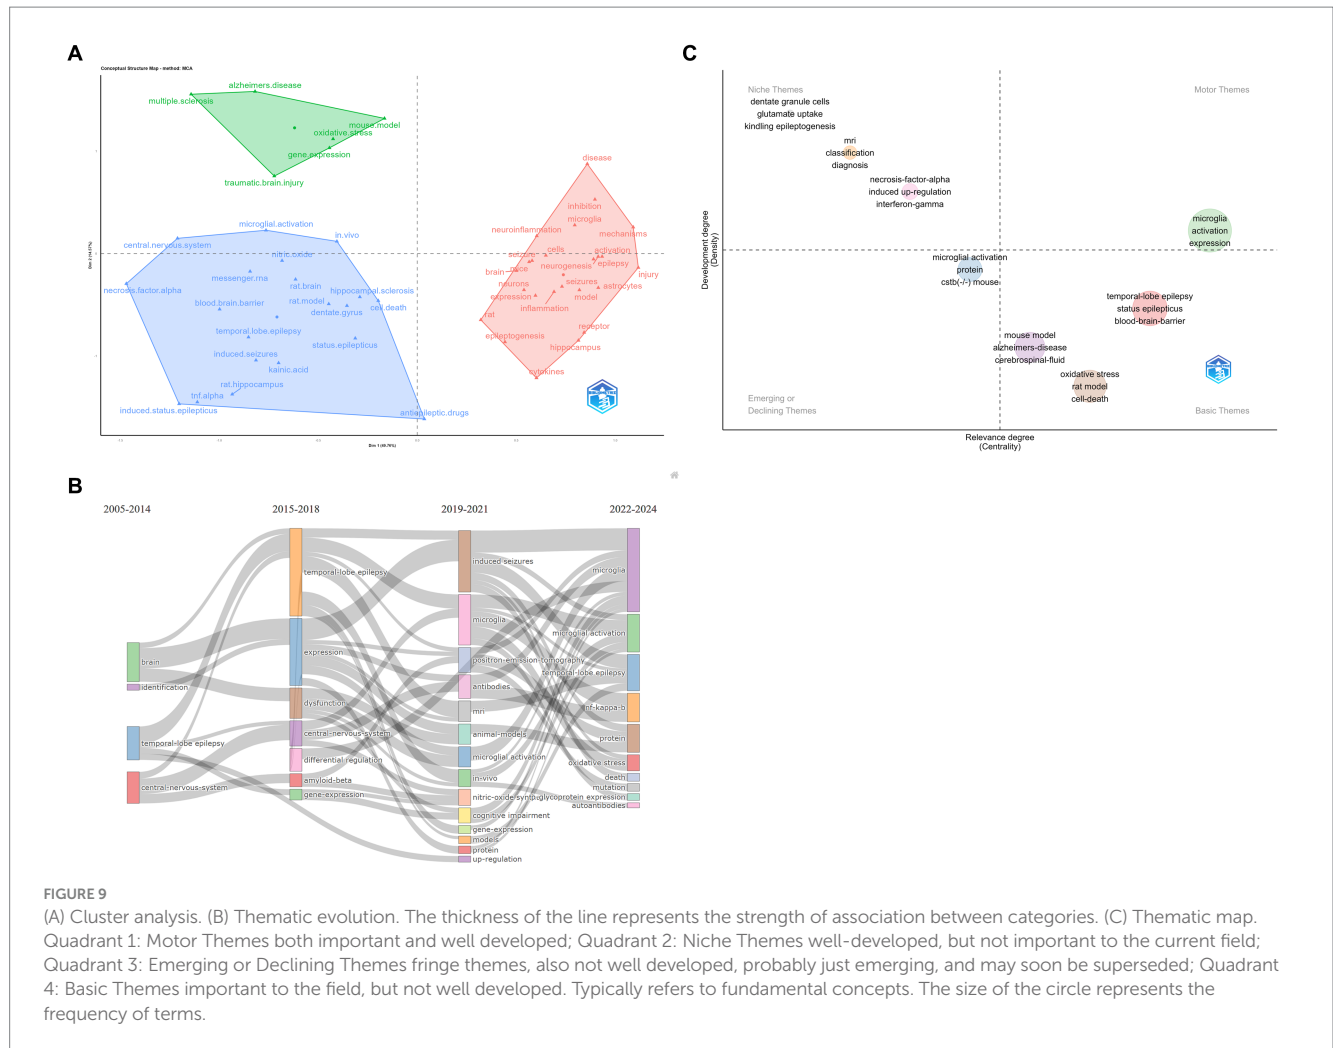 A
Conceptual Structure Map - method: MCA
alzheimers.disease
multiple.sclerosis
mouse.model
oxidative.stress
gene.expression
traumatic.brain.injury
microglial.activation
central.nervous.system
in.vivo
nitric.oxide
messenger.rna
necrosis.factor.alpha
rat.brain
hippocampal.sclerosis
blood.brain.barrier
rat.model
cell.death
dentate.gyrus
temporal.lobe.epilepsy
status.epilepticus
induced.seizures
kainic.acid
rat.hippocampus
tnf.alpha
induced.status.epilepticus
antiepileptic.drugs
disease
inhibition
microglia
neuroinflammation
mechanisms
cells
activation
seizure
epilepsy
neurogenesis
brain
mice
injury
neurons
seizures
astrocytes
expression
model
inflammation
rat
receptor
epileptogenesis
hippocampus
cytokines
C
Niche Themes
Motor Themes
dentate granule cells
glutamate uptake
kindling epileptogenesis
mri
classification
diagnosis
necrosis-factor-alpha
induced up-regulation
interferon-gamma
microglia
activation
expression
microglial activation
protein
cstb(-/-) mouse
temporal-lobe epilepsy
status epilepticus
blood-brain-barrier
mouse model
alzheimers-disease
cerebrospinal-fluid
oxidative stress
rat model
cell-death
Emerging or
Declining Themes
Basic Themes
Development degree
(Density)
Relevance degree
(Centrality)
B
2005-2014
2015-2018
2019-2021
2022-2024
brain
identification
temporal-lobe epilepsy
central-nervous-system
temporal-lobe epilepsy
expression
dysfunction
central-nervous-system
differential regulation
amyloid-beta
gene-expression
induced seizures
microglia
positron-emission-tomography
antibodies
mri
animal-models
microglial activation
in-vivo
cognitive impairment
gene-expression
models
protein
up-regulation
microglia
microglial activation
temporal-lobe epilepsy
nf-kappa-b
protein
oxidative stress
death
mutation
glycoprotein expression
autoantibodies
FIGURE 9
(A) Cluster analysis. (B) Thematic evolution. The thickness of the line represents the strength of association between categories. (C) Thematic map.
Quadrant 1: Motor Themes both important and well developed; Quadrant 2: Niche Themes well-developed, but not important to the current field;
Quadrant 3: Emerging or Declining Themes fringe themes, also not well developed, probably just emerging, and may soon be superseded; Quadrant
4: Basic Themes important to the field, but not well developed. Typically refers to fundamental concepts. The size of the circle represents the
frequency of terms.